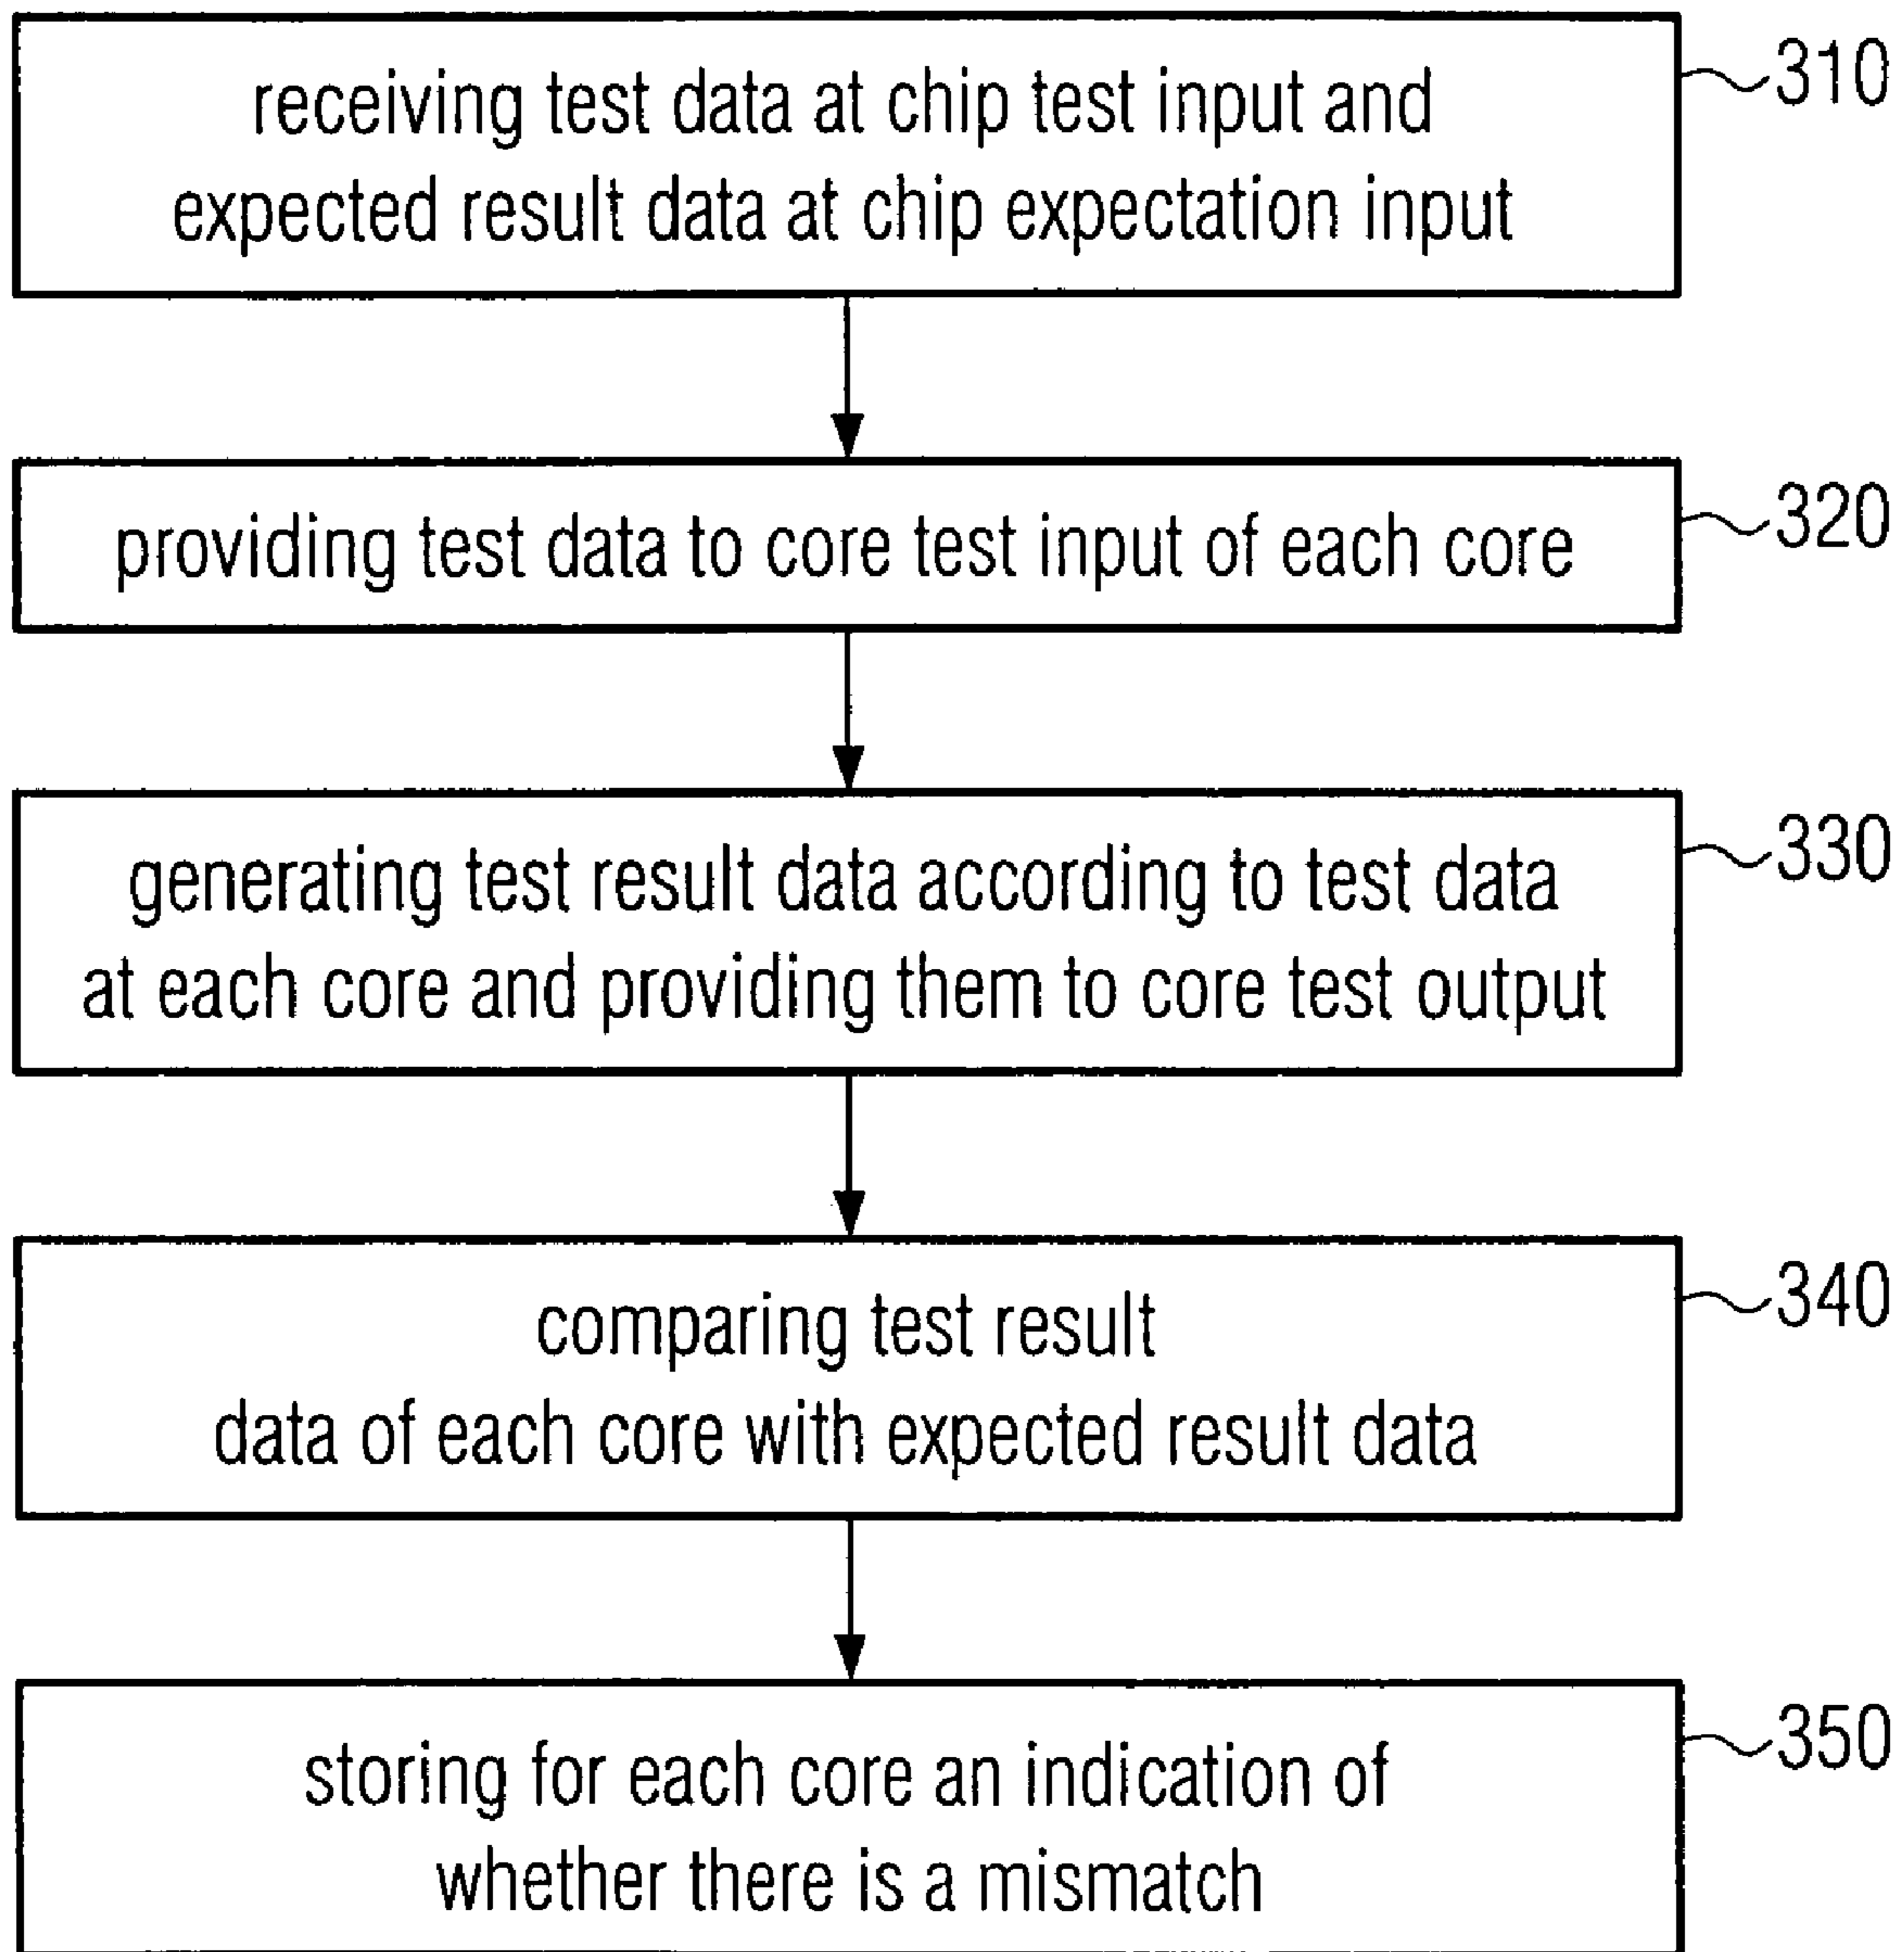 receiving test data at chip test input and
expected result data at chip expectation input
310
providing test data to core test input of each core
320
generating test result data according to test data
at each core and providing them to core test output
330
comparing test result
data of each core with expected result data
340
storing for each core an indication of
whether there is a mismatch
350